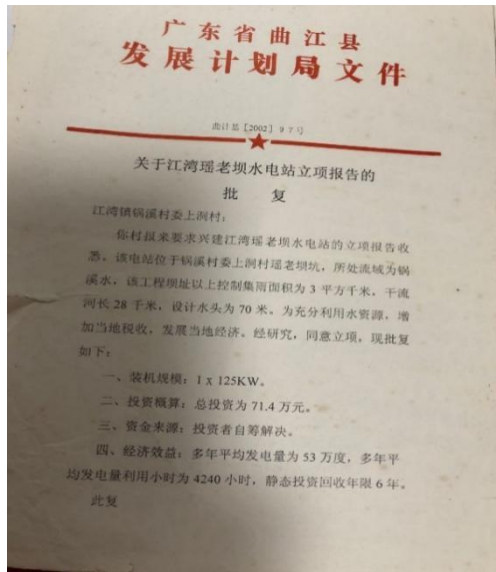 广东省曲江县
发展计划局文件
曲计基［2002］97号
关于江湾瑶老坝水电站立项报告的
批 复
江湾镇锅溪村委上洞村：
你村报来要求兴建江湾瑶老坝水电站的立项报告收
悉。该电站位于锅溪村委上洞村瑶老坝坑，所处流域为锅
溪水，该工程坝址以上控制集雨面积为3平方千米，干流
河长28千米，设计水头为70米。为充分利用水资源，增
加当地税收，发展当地经济。经研究，同意立项，现批复
如下：
一、装机规模：1 x 125KW。
二、投资概算：总投资为71.4万元。
三、资金来源：投资者自筹解决。
四、经济效益：多年平均发电量为53万度，多年平
均发电量利用小时为4240小时，静态投资回收年限6年。
此复